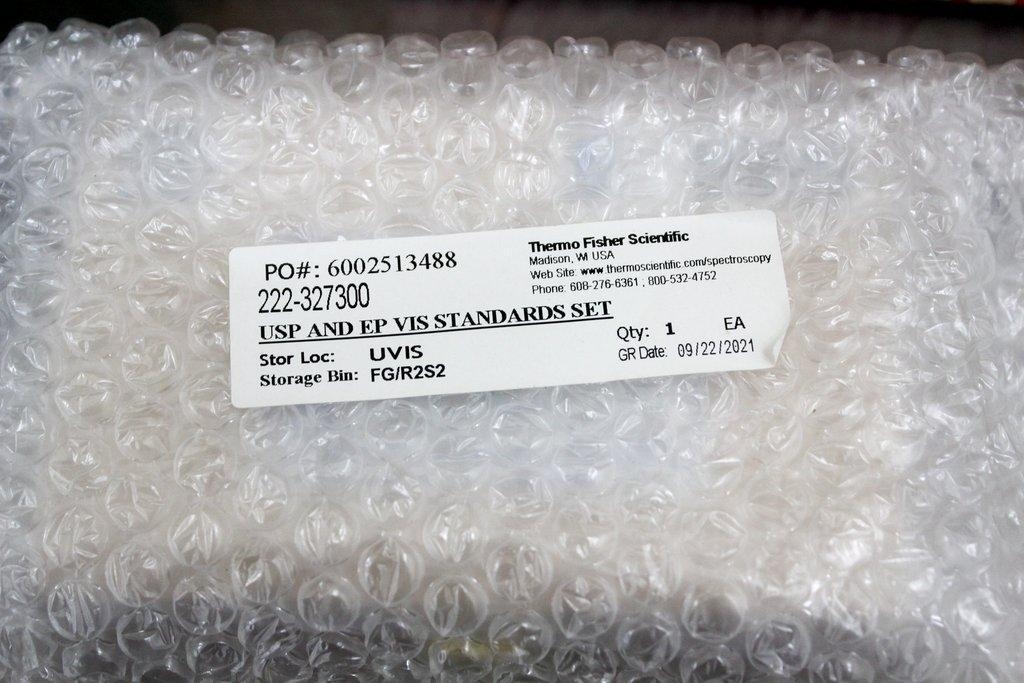 PO#: 6002513488
222-327300
USP AND EP VIS STANDARDS SET
Stor Loc: UVIS
Storage Bin: FG/R2S2
Thermo Fisher Scientific
Madison, WI USA
Web Site: www.thermoscientific.com/spectroscopy
Phone: 608-276-6361 , 800-532-4752
Qty: 1 EA
GR Date: 09/22/2021